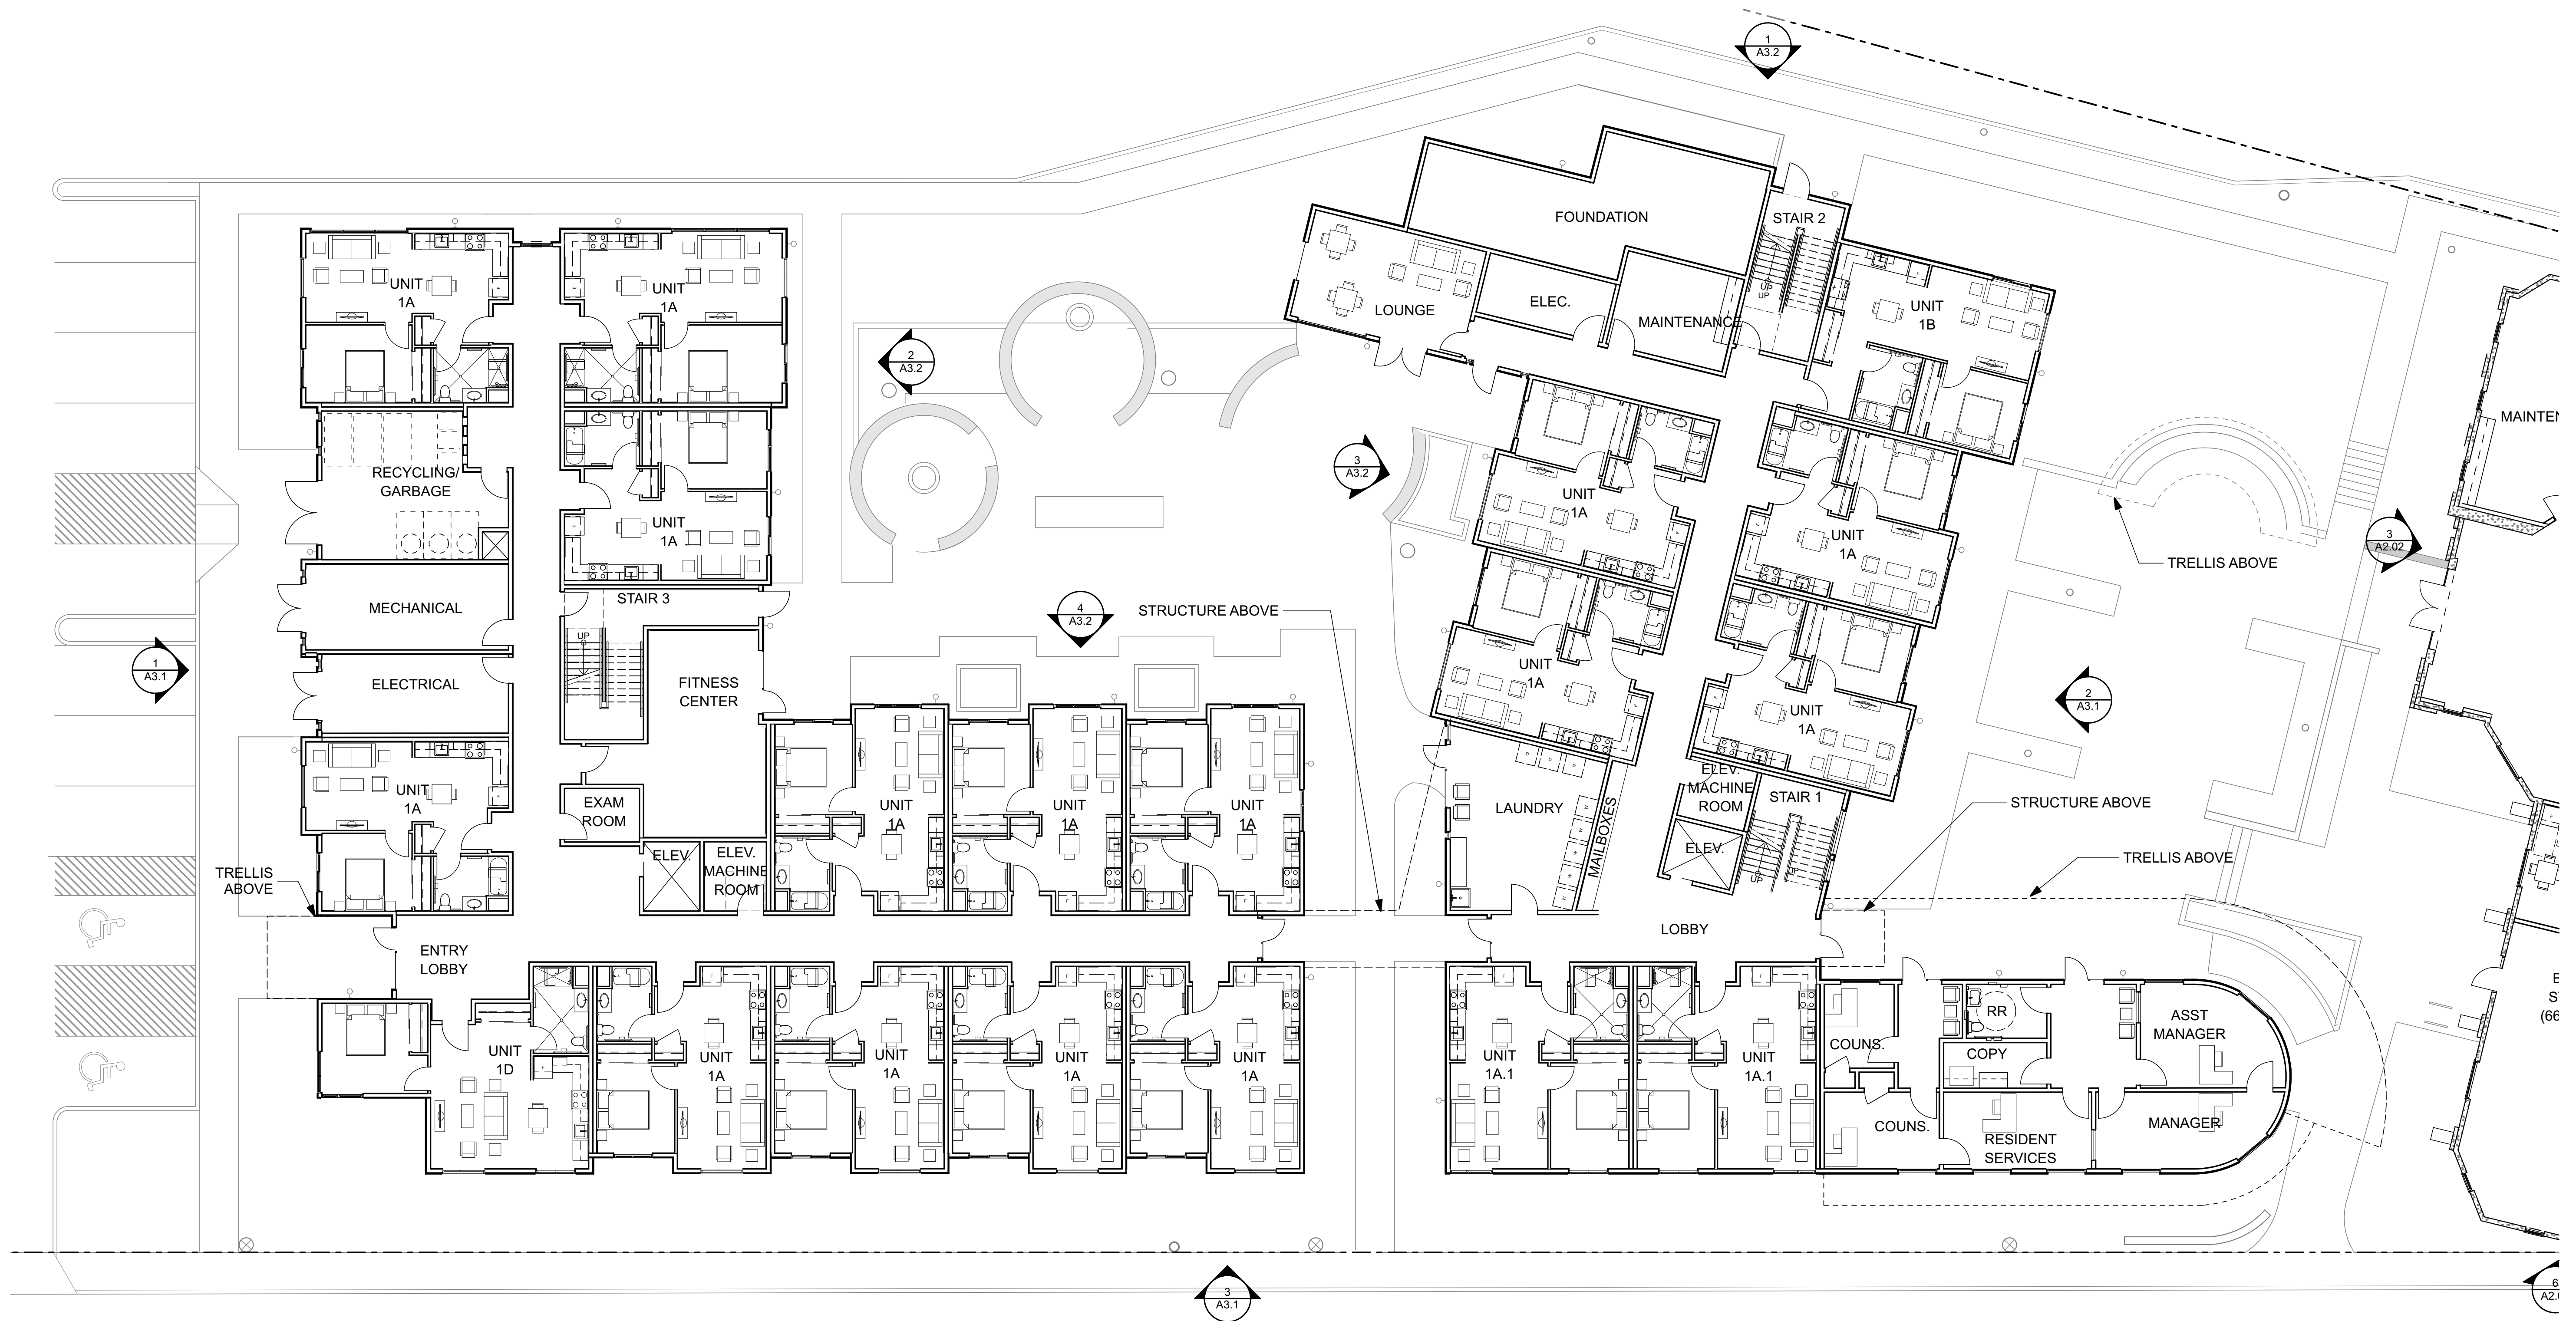 1
A3.2
FOUNDATION
STAIR 2
LOUNGE
ELEC.
MAINTENANCE
UP
UP
UNIT
1B
UNIT
1A
UNIT
1A
2
A3.2
RECYCLING/
GARBAGE
UNIT
1A
3
A3.2
UNIT
1A
UNIT
1A
3
A2.02
TRELLIS ABOVE
MECHANICAL
STAIR 3
UP
4
A3.2
STRUCTURE ABOVE
1
A3.1
ELECTRICAL
FITNESS
CENTER
UNIT
1A
UNIT
1A
2
A3.1
UNIT
1A
EXAM
ROOM
UNIT
1A
UNIT
1A
UNIT
1A
LAUNDRY
MAILBOXES
ELEV.
MACHINE
ROOM
STAIR 1
STRUCTURE ABOVE
ELEV.
UP
UP
TRELLIS ABOVE
TRELLIS
ABOVE
ELEV.
ELEV.
MACHINE
ROOM
ENTRY
LOBBY
LOBBY
UNIT
1D
UNIT
1A
UNIT
1A
UNIT
1A
UNIT
1A
UNIT
1A.1
UNIT
1A.1
COUNS.
RR
COPY
ASST
MANAGER
COUNS.
RESIDENT
SERVICES
MANAGER
MAINTEN
(66
3
A3.1
6
A2.0